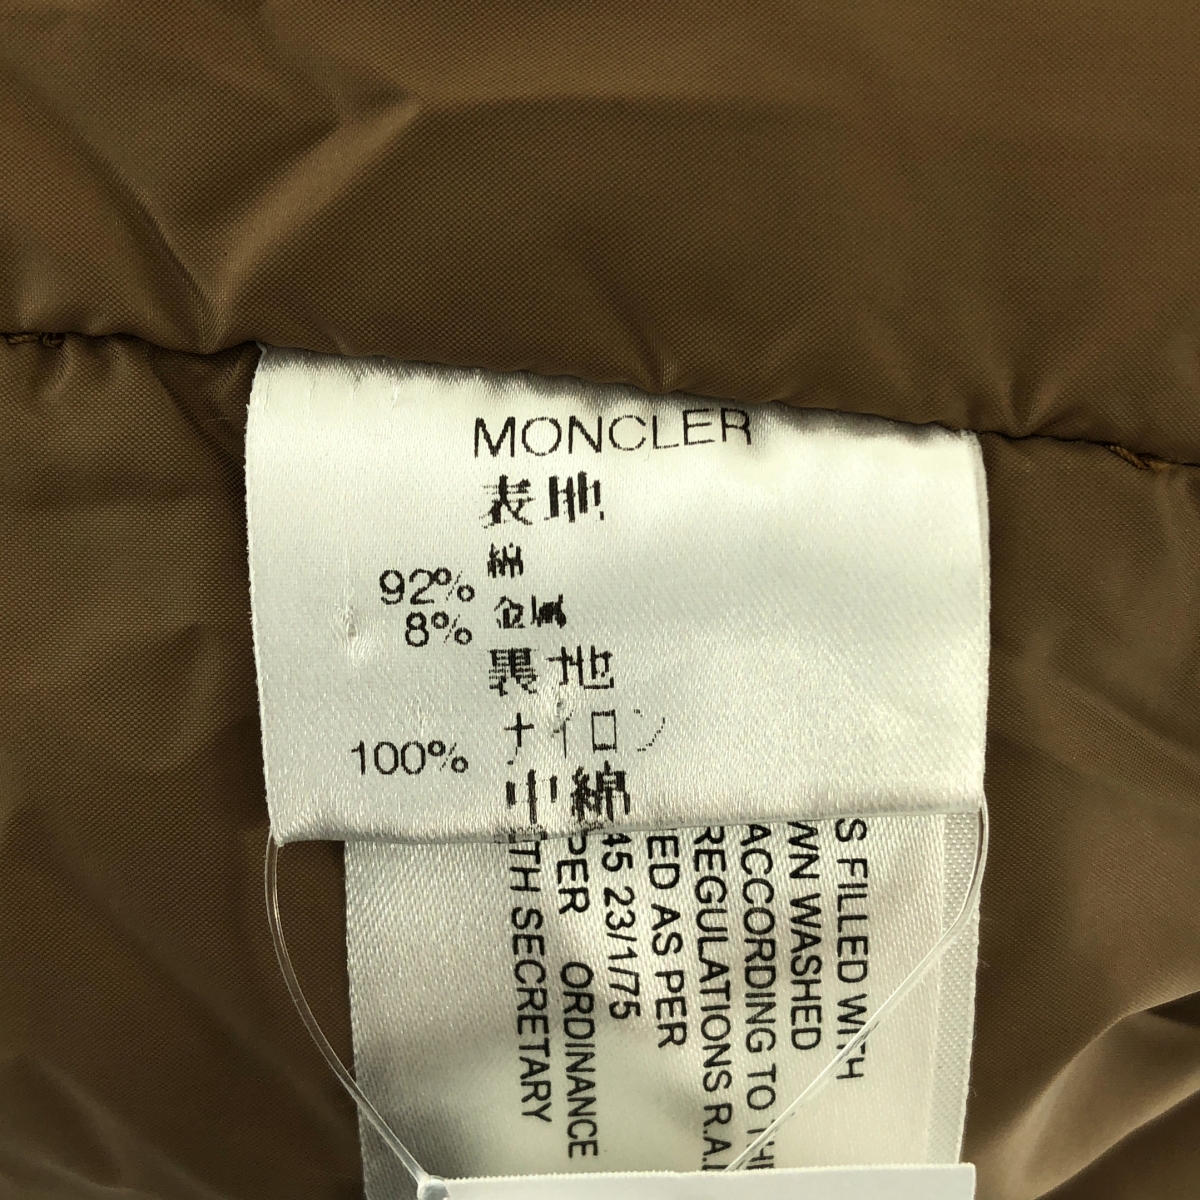 MONCLER
表地
92% 綿
8% 金属
裏地
100% ナイロン
中綿
S FILLED WITH
WN WASHED
ACCORDING TO
REGULATIONS
ED AS PER
45 23/1/75
PER ORDINANCE
TH SECRETARY